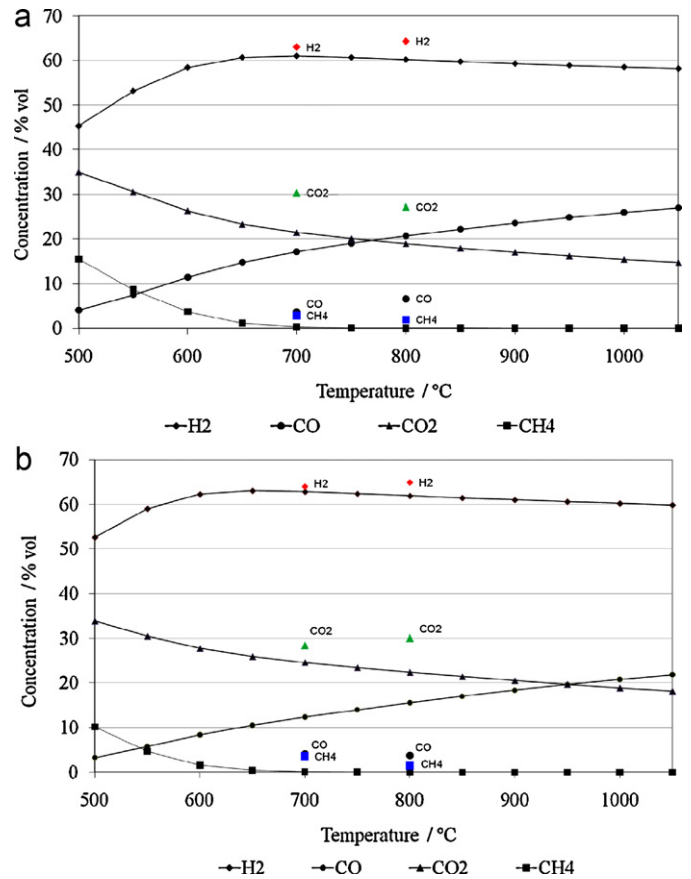 a
70
60
50
40
30
20
10
0
H2
H2
CO2
CO2
CO
CH4
CO
CH4
500 600 700 800 900 1000
Concentration / % vol
Temperature / °C
H2 CO CO2 CH4
b
70
60
50
40
30
20
10
0
H2
H2
CO2
CO2
CO
CH4
CO
CH4
500 600 700 800 900 1000
Concentration / % vol
Temperature / °C
H2 CO CO2 CH4